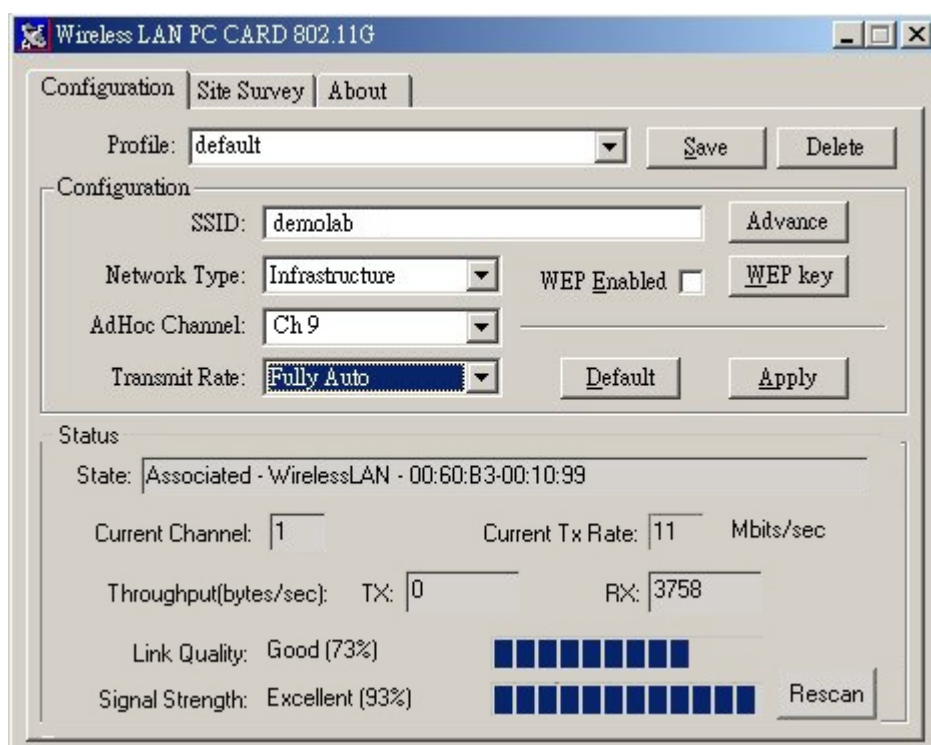 Wireless LAN PC CARD 802.11G
Configuration Site Survey About
Profile: default Save Delete
Configuration
SSID: demolab Advance
Network Type: Infrastructure WEP Enabled WEP key
AdHoc Channel: Ch 9
Transmit Rate: Fully Auto Default Apply
Status
State: Associated - WirelessLAN - 00:60:B3-00:10:99
Current Channel: 1 Current Tx Rate: 11 Mbits/sec
Throughput(bytes/sec): TX: 0 RX: 3758
Link Quality: Good (73%)
Signal Strength: Excellent (93%) Rescan